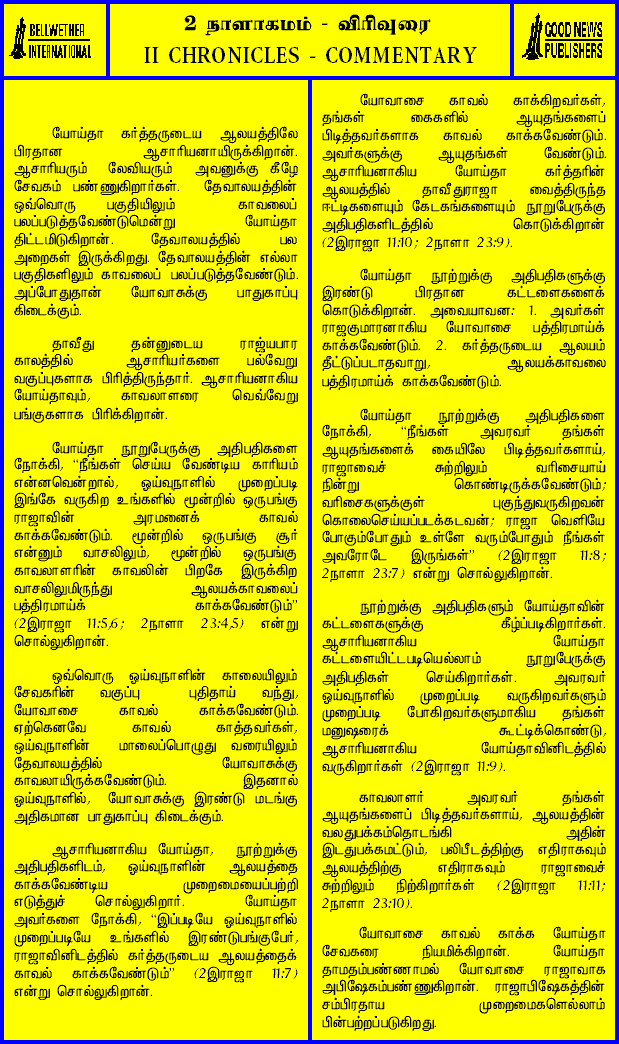 BELLWETHER
INTERNATIONAL
2 நாளாகமம் - விரிவுரை
II CHRONICLES - COMMENTARY
GOOD NEWS
PUBLISHERS
யோய்தா கர்த்தருடைய ஆலயத்திலே
பிரதான ஆசாரியனாயிருக்கிறான்.
ஆசாரியரும் லேவியரும் அவனுக்கு கீழே
சேவகம் பண்ணுகிறார்கள். தேவாலயத்தின்
ஒவ்வொரு பகுதியிலும் காவலைப்
பலப்படுத்தவேண்டுமென்று யோய்தா
திட்டமிடுகிறான். தேவாலயத்தில் பல
அறைகள் இருக்கிறது. தேவாலயத்தின் எல்லா
பகுதிகளிலும் காவலைப் பலப்படுத்தவேண்டும்.
அப்போதுதான் யோவாசுக்கு பாதுகாப்பு
கிடைக்கும்.
தாவீது தன்னுடைய ராஜ்யபார
காலத்தில் ஆசாரியர்களை பல்வேறு
வகுப்புகளாக பிரித்திருந்தார். ஆசாரியனாகிய
யோய்தாவும், காவலாளரை வெவ்வேறு
பங்குகளாக பிரிக்கிறான்.
யோய்தா நூறுபேருக்கு அதிபதிகளை
நோக்கி, "நீங்கள் செய்ய வேண்டிய காரியம்
என்னவென்றால், ஒய்வுநாளில் முறைப்படி
இங்கே வருகிற உங்களில் மூன்றில் ஒருபங்கு
ராஜாவின் அரமனைக் காவல்
காக்கவேண்டும். மூன்றில் ஒருபங்கு சூர்
என்னும் வாசலிலும், மூன்றில் ஒருபங்கு
காவலாளரின் காவலின் பிறகே இருக்கிற
வாசலிலுமிருந்து ஆலயக்காவலைப்
பத்திரமாய்க் காக்கவேண்டும்"
(2இராஜா 11:5,6; 2நாளா 23:4,5) என்று
சொல்லுகிறான்.
ஒவ்வொரு ஒய்வுநாளின் காலையிலும்
சேவகரின் வகுப்பு புதிதாய் வந்து,
யோவாசை காவல் காக்கவேண்டும்.
ஏற்கெனவே காவல் காத்தவர்கள்,
ஒய்வுநாளின் மாலைப்பொழுது வரையிலும்
தேவாலயத்தில் யோவாசுக்கு
காவலாயிருக்கவேண்டும். இதனால்
ஒய்வுநாளில், யோவாசுக்கு இரண்டு மடங்கு
அதிகமான பாதுகாப்பு கிடைக்கும்.
ஆசாரியனாகிய யோய்தா, நூற்றுக்கு
அதிபதிகளிடம், ஒய்வுநாளின் ஆலயத்தை
காக்கவேண்டிய முறைமையைப்பற்றி
எடுத்துச் சொல்லுகிறார். யோய்தா
அவர்களை நோக்கி, "இப்படியே ஒய்வுநாளில்
முறைப்படியே உங்களில் இரண்டுபங்குபேர்,
ராஜாவினிடத்தில் கர்த்தருடைய ஆலயத்தைக்
காவல் காக்கவேண்டும்" (2இராஜா 11:7)
என்று சொல்லுகிறான்.
யோவாசை காவல் காக்கிறவர்கள்,
தங்கள் கைகளில் ஆயுதங்களைப்
பிடித்தவர்களாக காவல் காக்கவேண்டும்.
அவர்களுக்கு ஆயுதங்கள் வேண்டும்.
ஆசாரியனாகிய யோய்தா கர்த்தரின்
ஆலயத்தில் தாவீதுராஜா வைத்திருந்த
ஈட்டிகளையும் கேடகங்களையும் நூறுபேருக்கு
அதிபதிகளிடத்தில் கொடுக்கிறான்
(2இராஜா 11:10; 2நாளா 23:9).
யோய்தா நூற்றுக்கு அதிபதிகளுக்கு
இரண்டு பிரதான கட்டளைகளைக்
கொடுக்கிறான். அவையாவன: 1. அவர்கள்
ராஜகுமாரனாகிய யோவாசை பத்திரமாய்க்
காக்கவேண்டும். 2. கர்த்தருடைய ஆலயம்
தீட்டுப்படாதவாறு, ஆலயக்காவலை
பத்திரமாய்க் காக்கவேண்டும்.
யோய்தா நூற்றுக்கு அதிபதிகளை
நோக்கி, "நீங்கள் அவரவர் தங்கள்
ஆயுதங்களைக் கையிலே பிடித்தவர்களாய்,
ராஜாவைச் சுற்றிலும் வரிசையாய்
நின்று கொண்டிருக்கவேண்டும்;
வரிசைகளுக்குள் புகுந்துவருகிறவன்
கொலைசெய்யப்படக்கடவன்; ராஜா வெளியே
போகும்போதும் உள்ளே வரும்போதும் நீங்கள்
அவரோடே இருங்கள்" (2இராஜா 11:8;
2நாளா 23:7) என்று சொல்லுகிறான்.
நூற்றுக்கு அதிபதிகளும் யோய்தாவின்
கட்டளைகளுக்கு கீழ்ப்படிகிறார்கள்.
ஆசாரியனாகிய யோய்தா
கட்டளையிட்டபடியெல்லாம் நூறுபேருக்கு
அதிபதிகள் செய்கிறார்கள். அவரவர்
ஒய்வுநாளில் முறைப்படி வருகிறவர்களும்
முறைப்படி போகிறவர்களுமாகிய தங்கள்
மனுஷரைக் கூட்டிக்கொண்டு,
ஆசாரியனாகிய யோய்தாவினிடத்தில்
வருகிறார்கள் (2இராஜா 11:9).
காவலாளர் அவரவர் தங்கள்
ஆயுதங்களைப் பிடித்தவர்களாய், ஆலயத்தின்
வலதுபக்கம்தொடங்கி அதின்
இடதுபக்கமட்டும், பலிபீடத்திற்கு எதிராகவும்
ஆலயத்திற்கு எதிராகவும் ராஜாவைச்
சுற்றிலும் நிற்கிறார்கள் (2இராஜா 11:11;
2நாளா 23:10).
யோவாசை காவல் காக்க யோய்தா
சேவகரை நியமிக்கிறான். யோய்தா
தாமதம்பண்ணாமல் யோவாசை ராஜாவாக
அபிஷேகம்பண்ணுகிறான். ராஜாபிஷேகத்தின்
சம்பிரதாய முறைமைகளெல்லாம்
பின்பற்றப்படுகிறது.